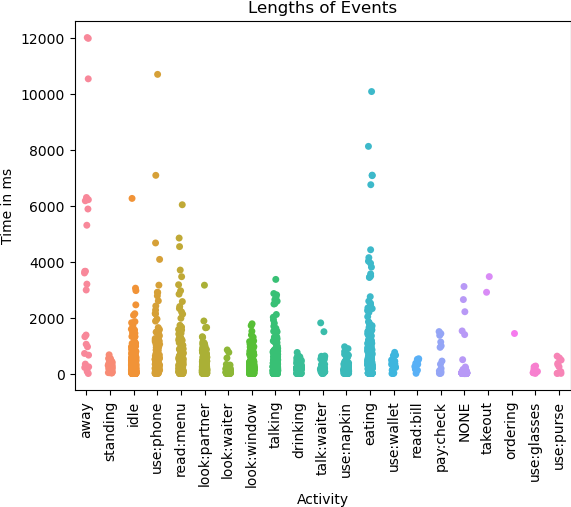 Lengths of Events
Time in ms
12000
10000
8000
6000
4000
2000
0
away
standing
idle
use:phone
read:menu
look:partner
look:waiter
look:window
talking
drinking
talk:waiter
use:napkin
eating
use:wallet
read:bill
pay:check
NONE
takeout
ordering
use:glasses
use:purse
Activity